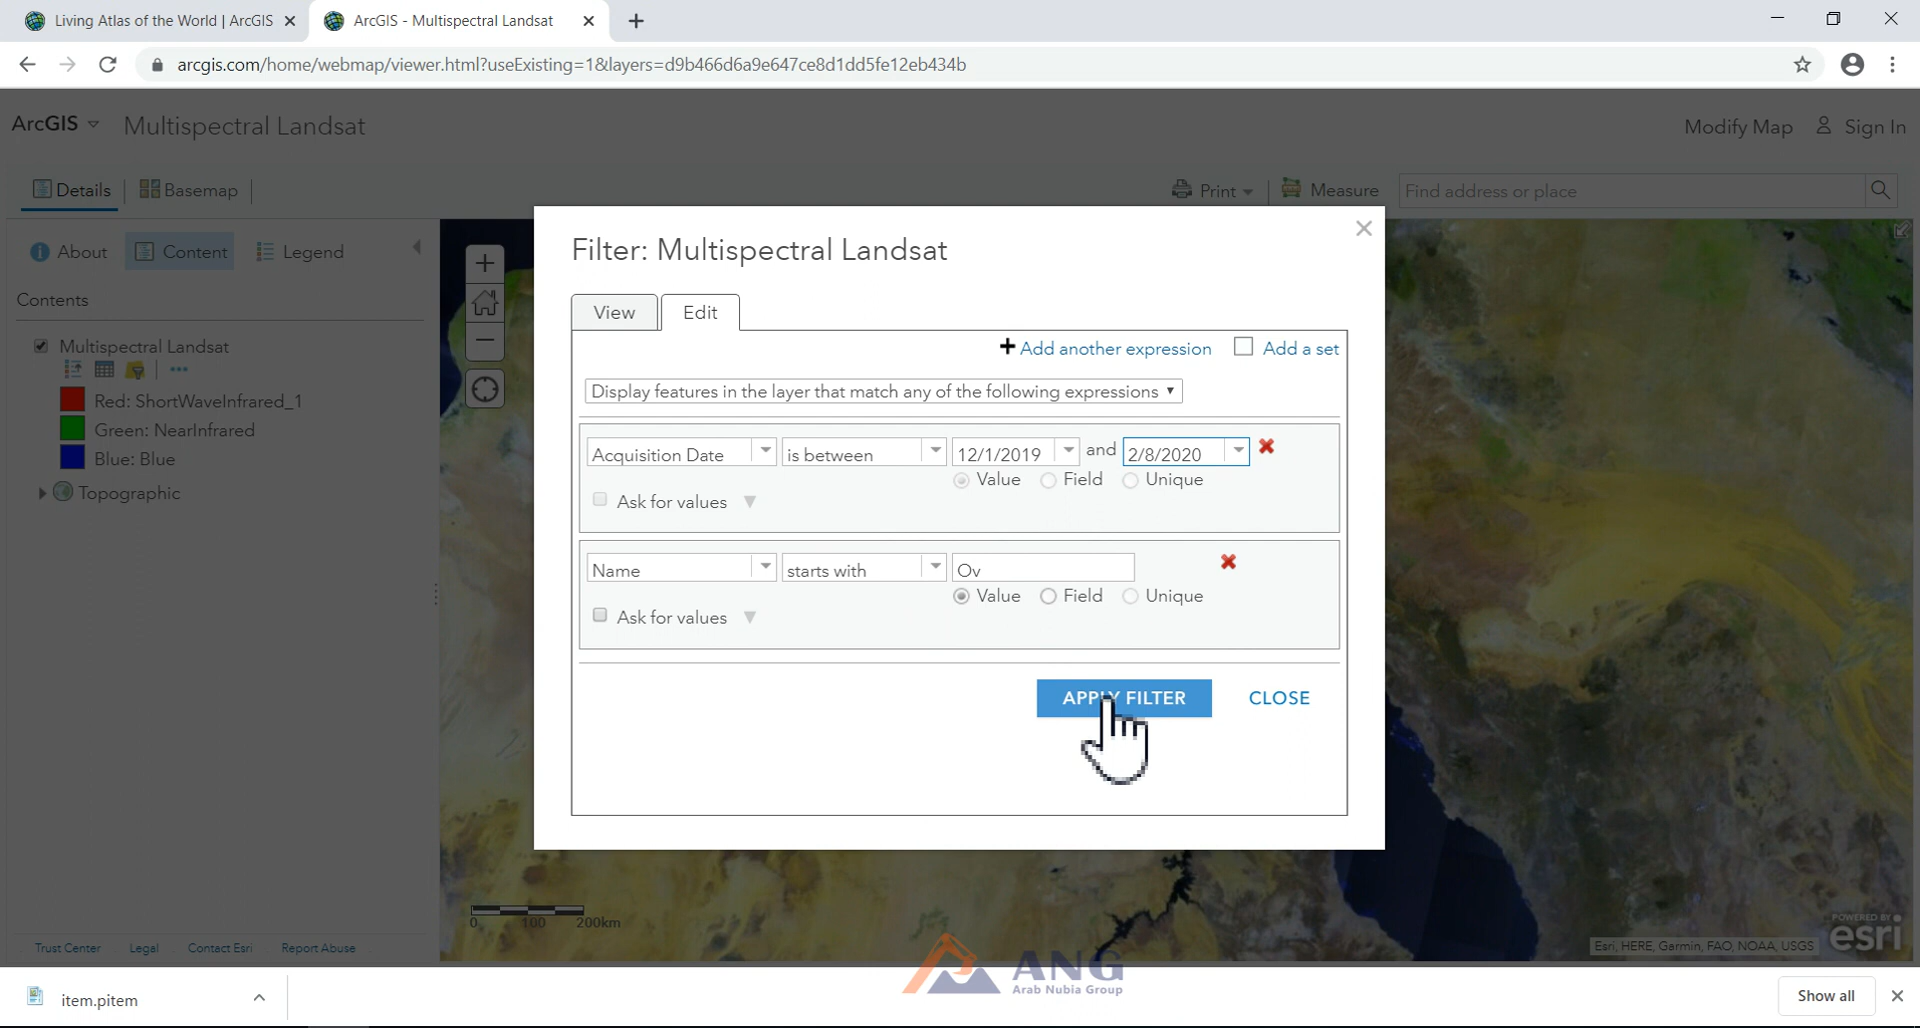 Living Atlas of the World | ArcGIS
ArcGIS - Multispectral Landsat
arcgis.com/home/webmap/viewer.html?useExisting=1&layers=d9b466d6a9e647ce8d1dd5fe12eb434b
ArcGIS
Multispectral Landsat
Modify Map
Sign In
Details
Basemap
Print
Measure
Find address or place
About
Content
Legend
Contents
Multispectral Landsat
Red: ShortWaveInfrared_1
Green: NearInfrared
Blue: Blue
Topographic
Filter: Multispectral Landsat
View
Edit
Add another expression
Add a set
Display features in the layer that match any of the following expressions
Acquisition Date
is between
12/1/2019
and
2/8/2020
Value
Field
Unique
Ask for values
Name
starts with
Ov
Value
Field
Unique
Ask for values
APPLY FILTER
CLOSE
0 100 200km
Trust Center
Legal
Contact Esri
Report Abuse
Esri, HERE, Garmin, FAO, NOAA, USGS
POWERED BY
esri
ANG
Arab Nubia Group
item.pitem
Show all